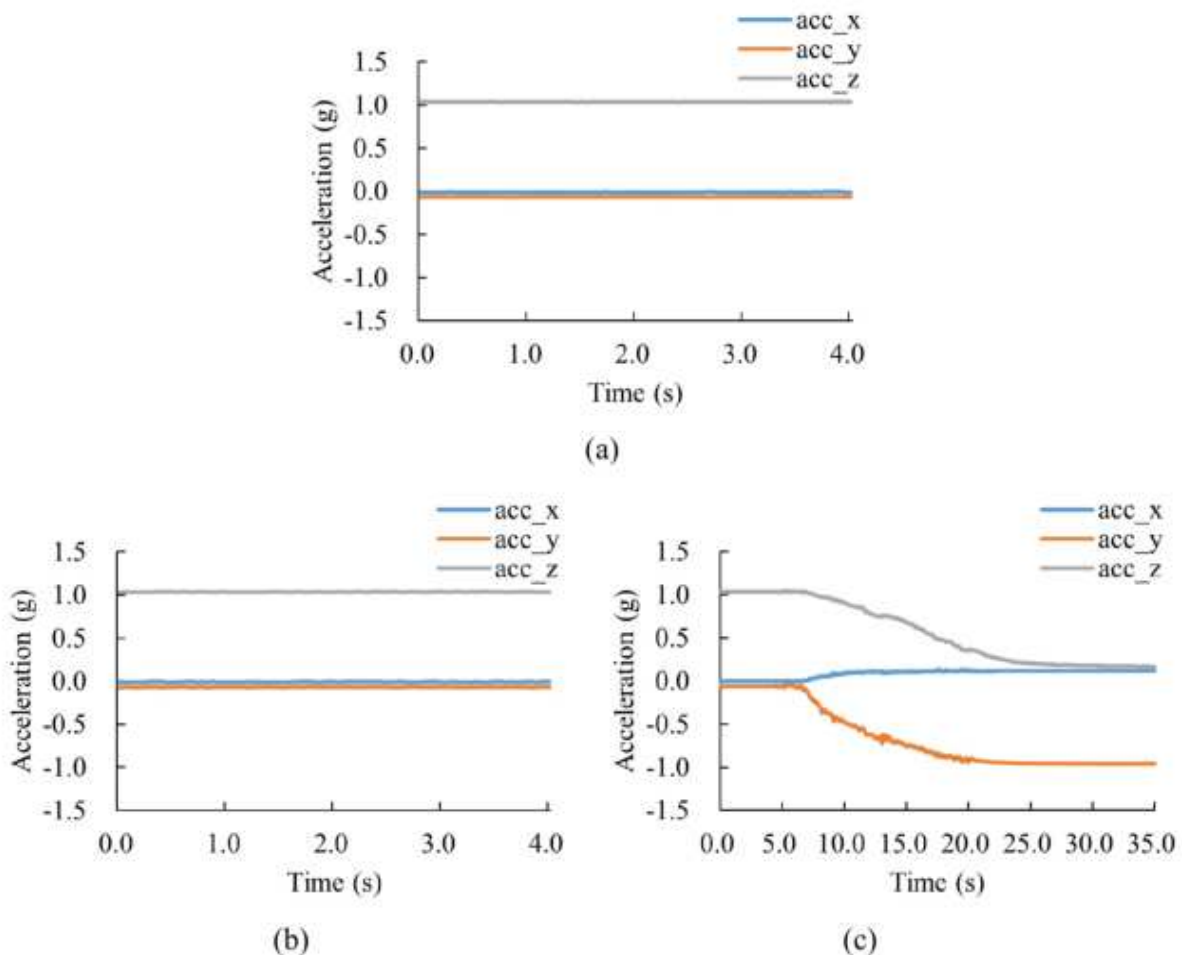 acc_x
acc_y
acc_z
1.5
1.0
0.5
0.0
-0.5
-1.0
-1.5
Acceleration (g)
0.0 1.0 2.0 3.0 4.0
Time (s)
(a)
acc_x
acc_y
acc_z
1.5
1.0
0.5
0.0
-0.5
-1.0
-1.5
Acceleration (g)
0.0 1.0 2.0 3.0 4.0
Time (s)
(b)
acc_x
acc_y
acc_z
1.5
1.0
0.5
0.0
-0.5
-1.0
-1.5
Acceleration (g)
0.0 5.0 10.0 15.0 20.0 25.0 30.0 35.0
Time (s)
(c)